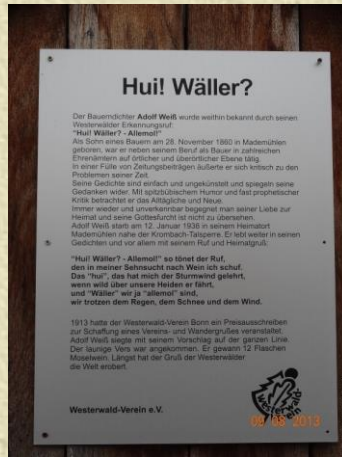 Hui! Wäller?
Der Bauerndichter Adolf Weiß wurde weithin bekannt durch seinen
Westerwälder Erkennungsruf:
"Hui! Wäller? - Allemol!"
Als Sohn eines Bauern am 28. November 1860 in Mademühlen
geboren, war er neben seinem Beruf als Bauer in zahlreichen
Ehrenämtern auf örtlicher und überörtlicher Ebene tätig.
in einer Fülle von Zeitungsbeiträgen äußerte er sich kritisch zu den
Problemen seiner Zeit.
Seine Gedichte sind einfach und ungekünstelt und spiegeln seine
Gedanken wider. Mit spitzbübischem Humor und fast prophetischer
Kritik betrachtet er das Alltägliche und Neue.
Immer wieder und unverkennbar begegnet man seiner Liebe zur
Heimat und seine Gottesfurcht ist nicht zu übersehen.
Adolf Weiß starb am 12. Januar 1938 in seinem Heimatort
Mademühlen nahe der Krombach-Talsperre. Er lebt weiter in seinen
Gedichten und vor allem mit seinem Ruf und Heimatgruß:
"Hui! Wäller? - Allemol!" so tönet der Ruf,
den in meiner Sehnsucht nach Wein ich schuf.
Das "hui", das hat mich der Sturmwind gelehrt,
wenn wild über unsere Heiden er fährt,
und "Wäller" wir ja "allemol" sind,
wir trotzen dem Regen, dem Schnee und dem Wind.
1913 hatte der Westerwald-Verein Bonn ein Preisausschreiben
zur Schaffung eines Vereins- und Wandergrußes veranstaltet.
Adolf Weiß siegte mit seinem Vorschlag auf der ganzen Linie.
Der launige Vers war angekommen. Er gewann 12 Flaschen
Moselwein. Längst hat der Gruß der Westerwälder
die Welt erobert.
Westerwald-Verein e.V.
Westerwald
Verein
09 08 2013